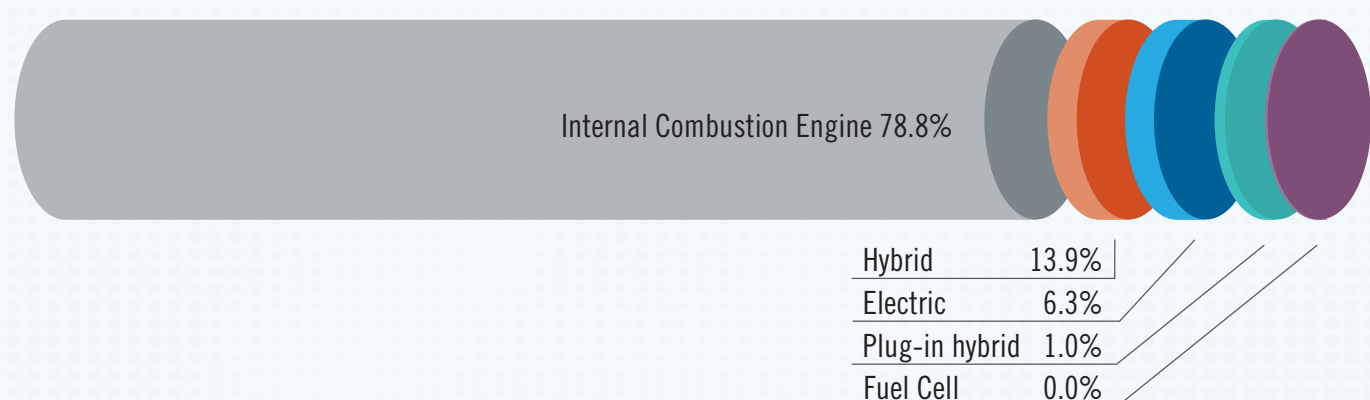 Internal Combustion Engine 78.8%
Hybrid 13.9%
Electric 6.3%
Plug-in hybrid 1.0%
Fuel Cell 0.0%